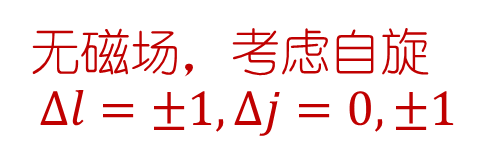 无磁场，考虑自旋
Δl = ±1, Δj = 0, ±1